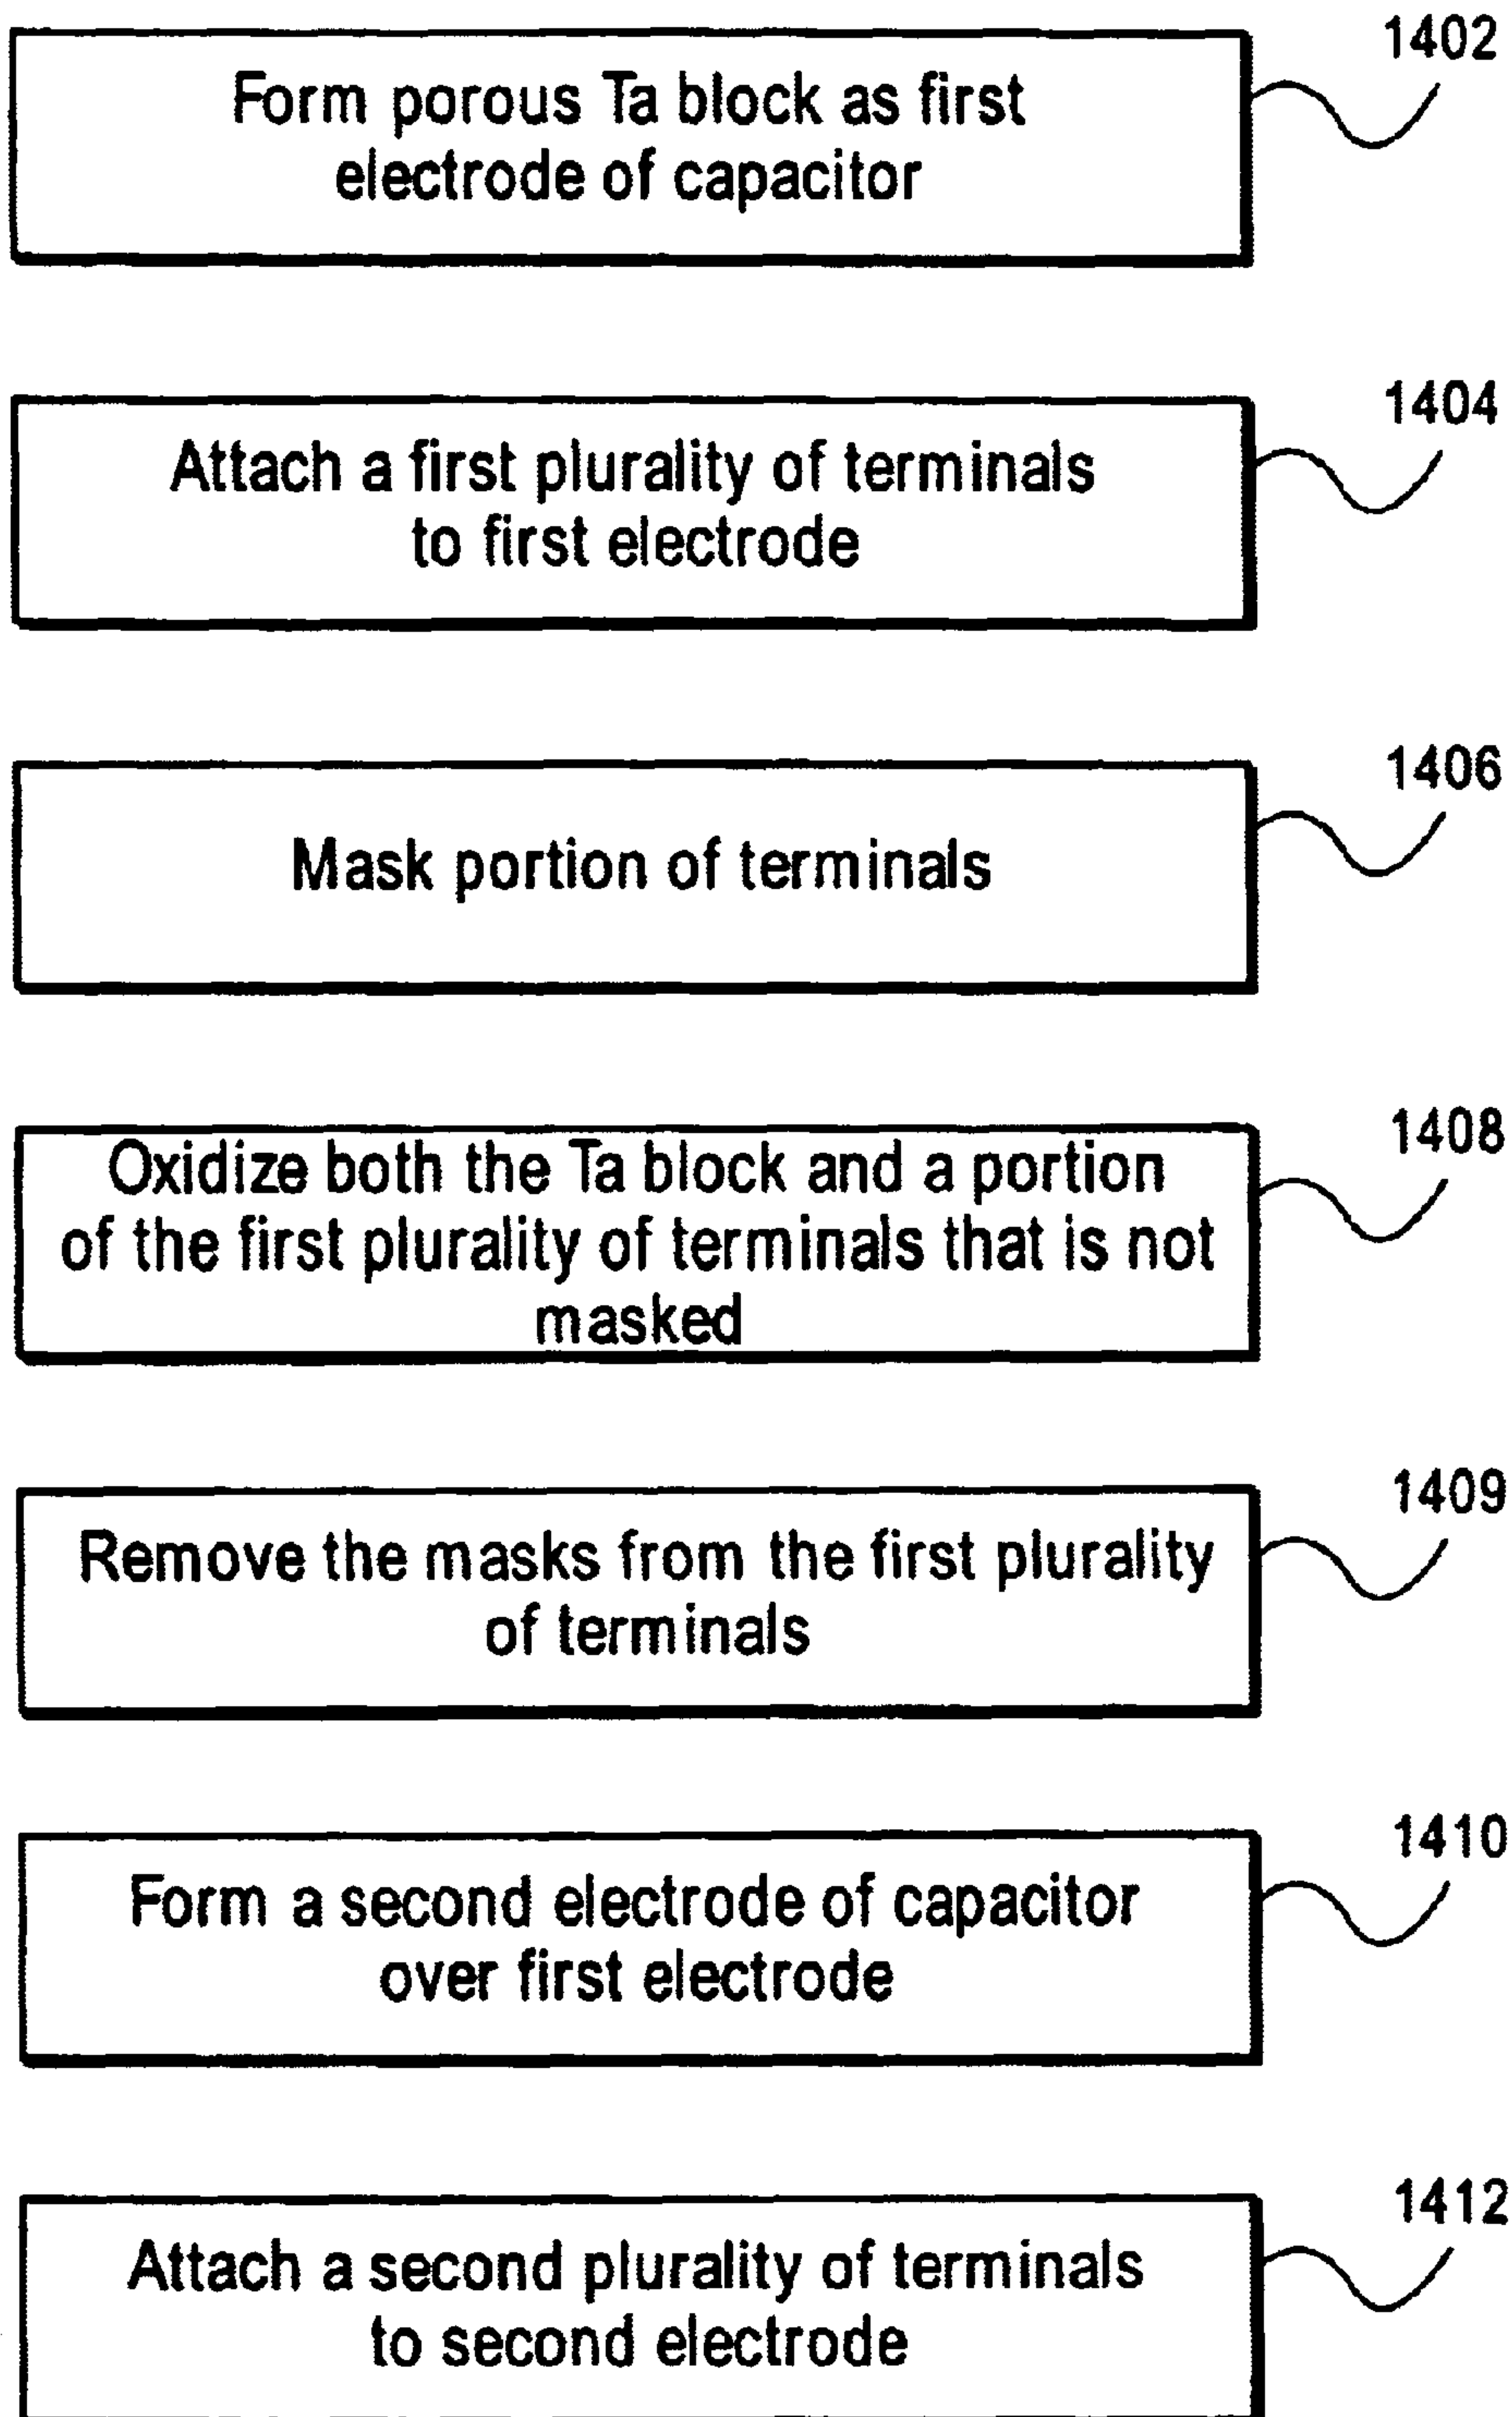 1402
Form porous Ta block as first
electrode of capacitor
1404
Attach a first plurality of terminals
to first electrode
1406
Mask portion of terminals
1408
Oxidize both the Ta block and a portion
of the first plurality of terminals that is not
masked
1409
Remove the masks from the first plurality
of terminals
1410
Form a second electrode of capacitor
over first electrode
1412
Attach a second plurality of terminals
to second electrode